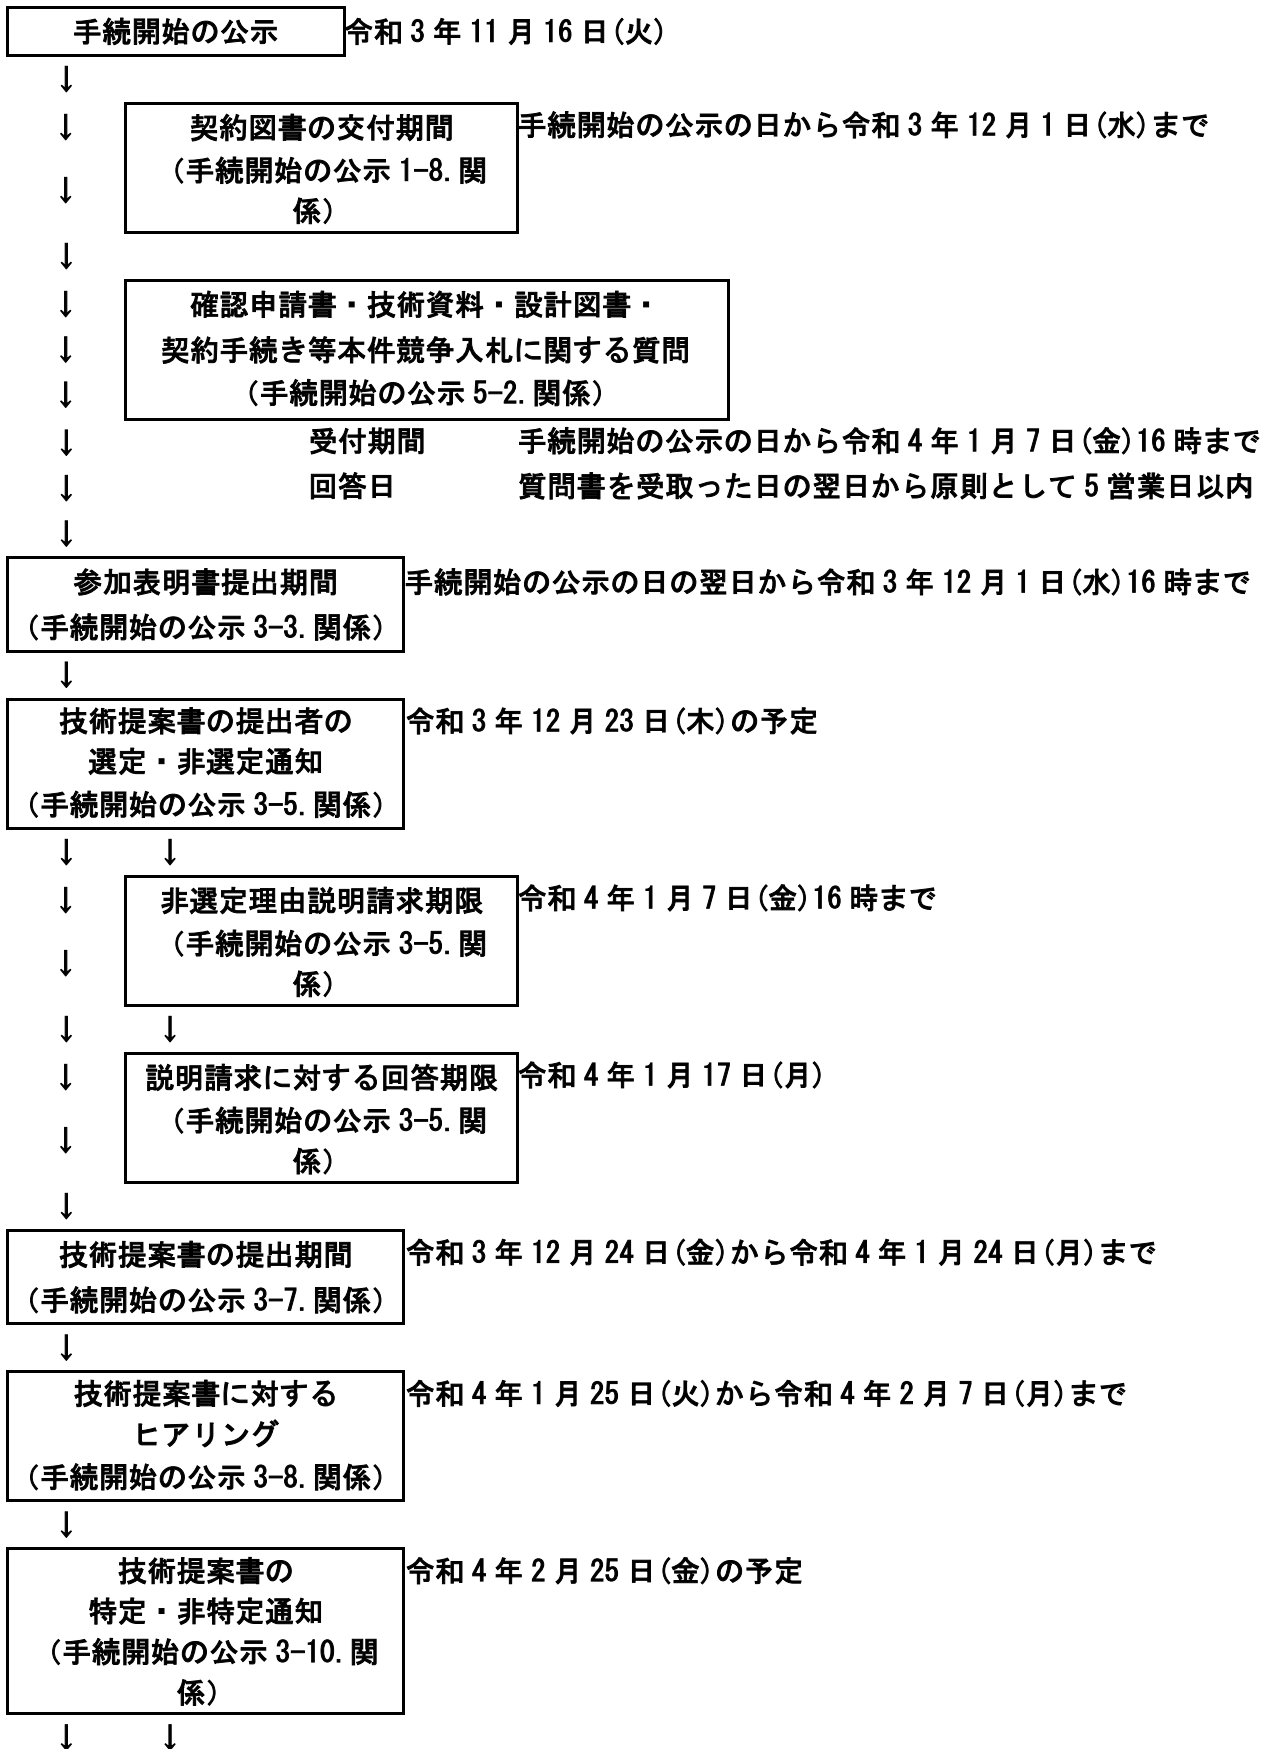 手続開始の公示 令和3年11月16日(火)
↓
↓ 契約図書の交付期間 手続開始の公示の日から令和3年12月1日(水)まで
(手続開始の公示1-8.関
↓
係)
↓
↓ 確認申請書・技術資料・設計図書・
↓ 契約手続き等本件競争入札に関する質問
↓ (手続開始の公示5-2.関係)
↓ 受付期間 手続開始の公示の日から令和4年1月7日(金)16時まで
↓ 回答日 質問書を受取った日の翌日から原則として5営業日以内
↓
参加表明書提出期間 手続開始の公示の日の翌日から令和3年12月1日(水)16時まで
(手続開始の公示3-3.関係)
↓
技術提案書の提出者の 令和3年12月23日(木)の予定
選定・非選定通知
(手続開始の公示3-5.関係)
↓ ↓
↓ 非選定理由説明請求期限 令和4年1月7日(金)16時まで
(手続開始の公示3-5.関
↓
係)
↓ ↓
↓ 説明請求に対する回答期限 令和4年1月17日(月)
(手続開始の公示3-5.関
↓
係)
↓
技術提案書の提出期間 令和3年12月24日(金)から令和4年1月24日(月)まで
(手続開始の公示3-7.関係)
↓
技術提案書に対する 令和4年1月25日(火)から令和4年2月7日(月)まで
ヒアリング
(手続開始の公示3-8.関係)
↓
技術提案書の 令和4年2月25日(金)の予定
特定・非特定通知
(手続開始の公示3-10.関
係)
↓ ↓